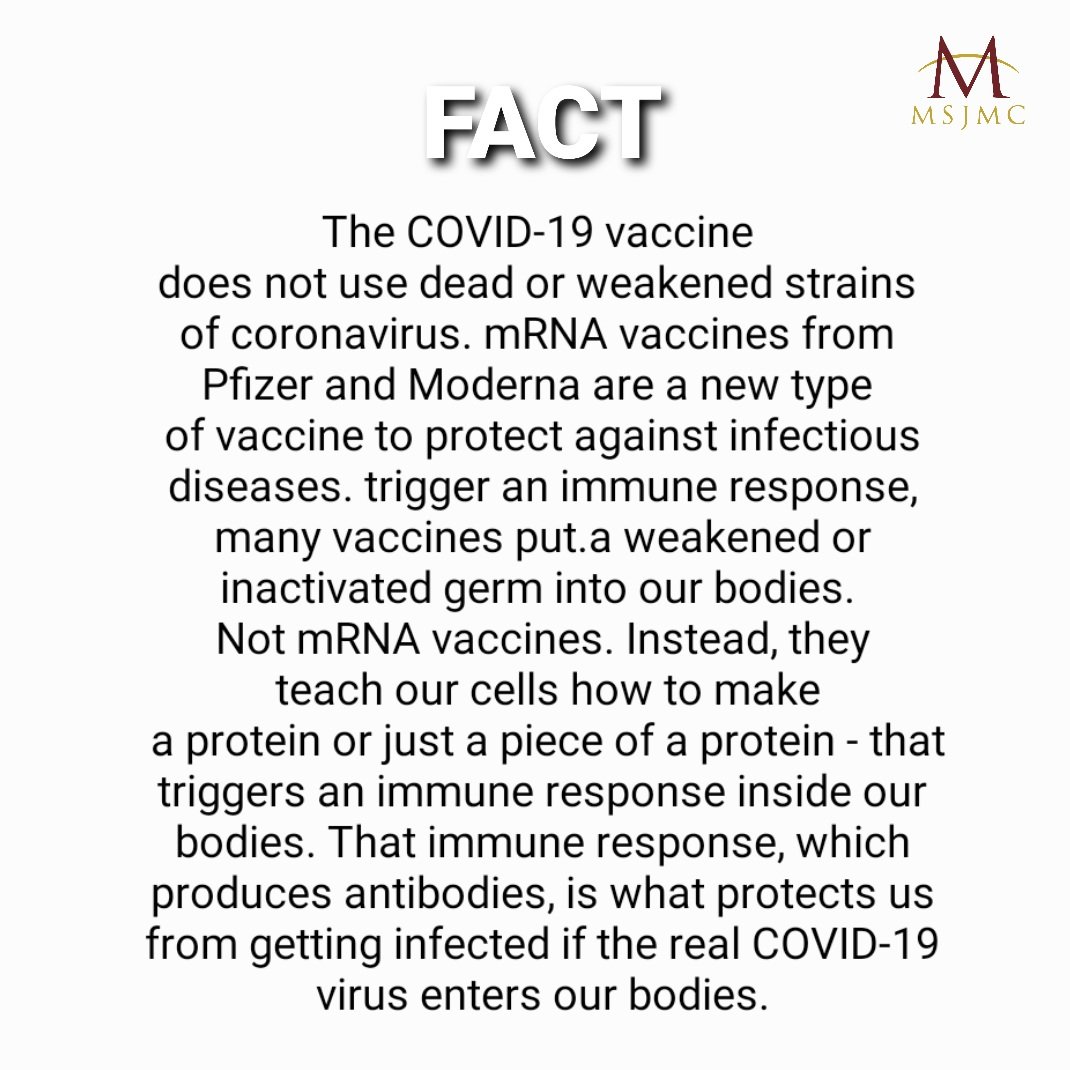 M
MSJMC
FACT
The COVID-19 vaccine
does not use dead or weakened strains
of coronavirus. mRNA vaccines from
Pfizer and Moderna are a new type
of vaccine to protect against infectious
diseases. trigger an immune response,
many vaccines put.a weakened or
inactivated germ into our bodies.
Not mRNA vaccines. Instead, they
teach our cells how to make
a protein or just a piece of a protein - that
triggers an immune response inside our
bodies. That immune response, which
produces antibodies, is what protects us
from getting infected if the real COVID-19
virus enters our bodies.